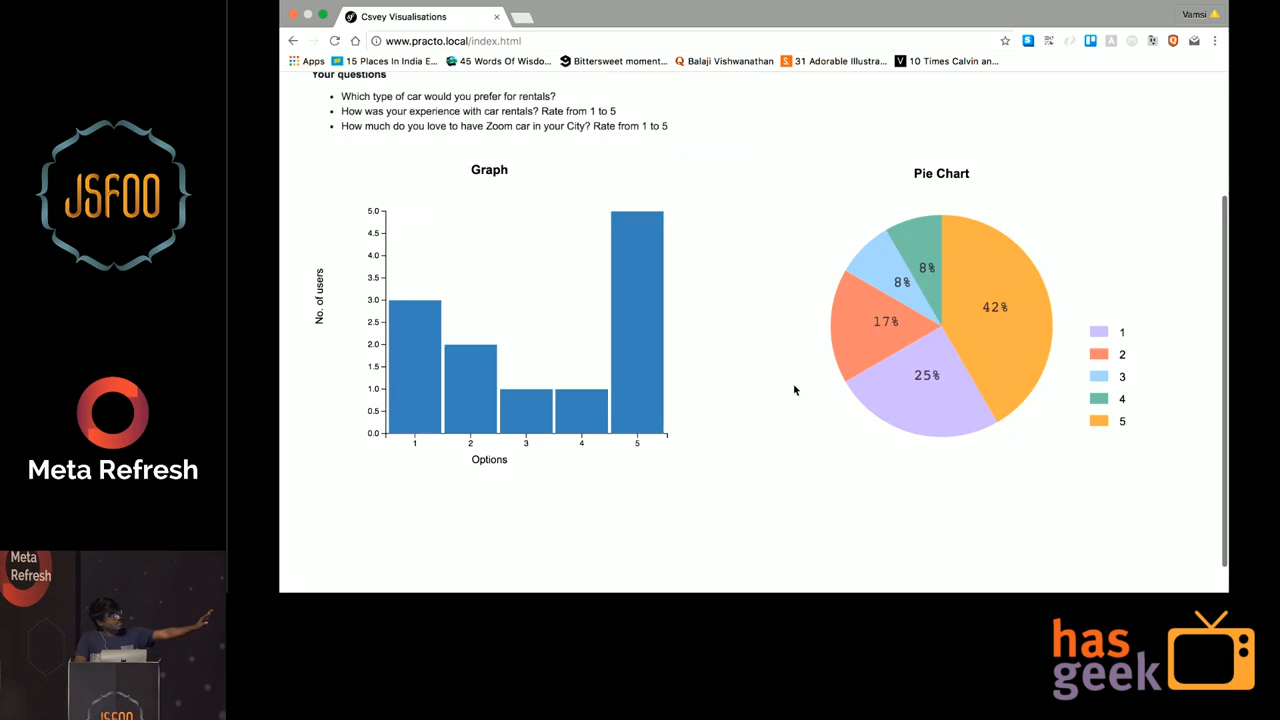 JSFOO
Meta Refresh
Meta
Refresh
JSFOO
Csvey Visualisations
Vamsi
www.practo.local/index.html
Apps
15 Places In India E...
45 Words Of Wisdo...
Bittersweet moment...
Balaji Vishwanathan
31 Adorable Illustra...
10 Times Calvin an...
Your questions
• Which type of car would you prefer for rentals?
• How was your experience with car rentals? Rate from 1 to 5
• How much do you love to have Zoom car in your City? Rate from 1 to 5
Graph
No. of users
5.0
4.5
4.0
3.5
3.0
2.5
2.0
1.5
1.0
0.5
0.0
1 2 3 4 5
Options
Pie Chart
8%
8%
42%
17%
25%
1
2
3
4
5
has
geek